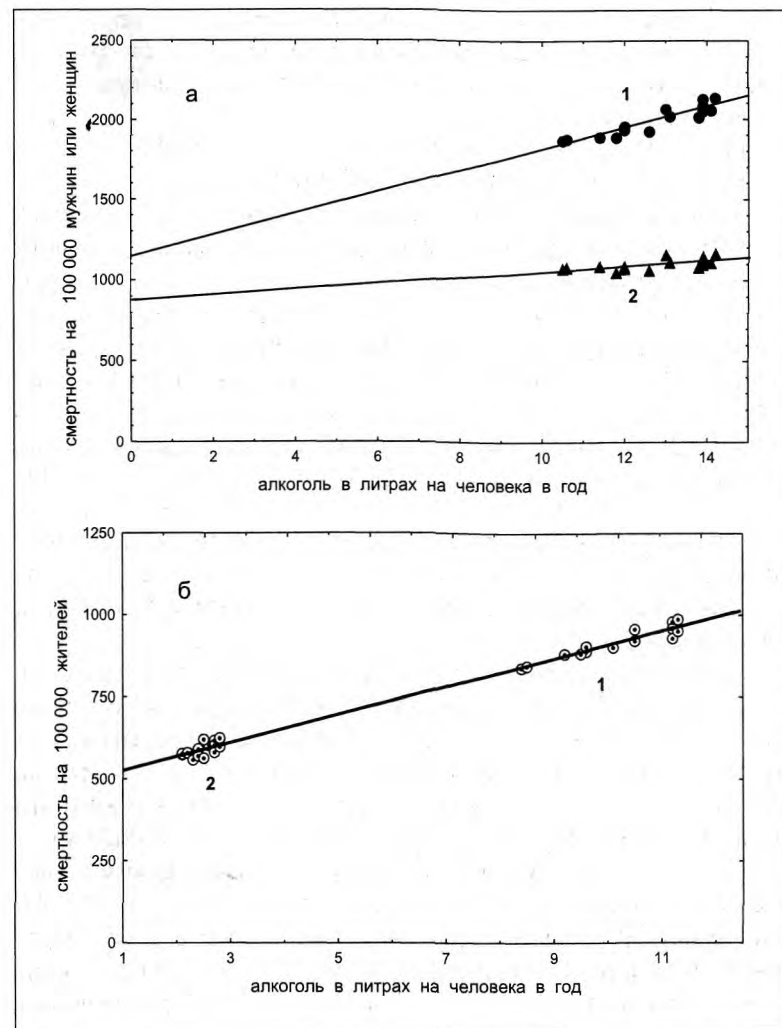 смертность на 100 000 мужчин или женщин
2500
2000
1500
1000
500
0
а
1
2
0 2 4 6 8 10 12 14
алкоголь в литрах на человека в год
смертность на 100 000 жителей
1250
1000
750
500
250
0
б
1
2
1 3 5 7 9 11
алкоголь в литрах на человека в год